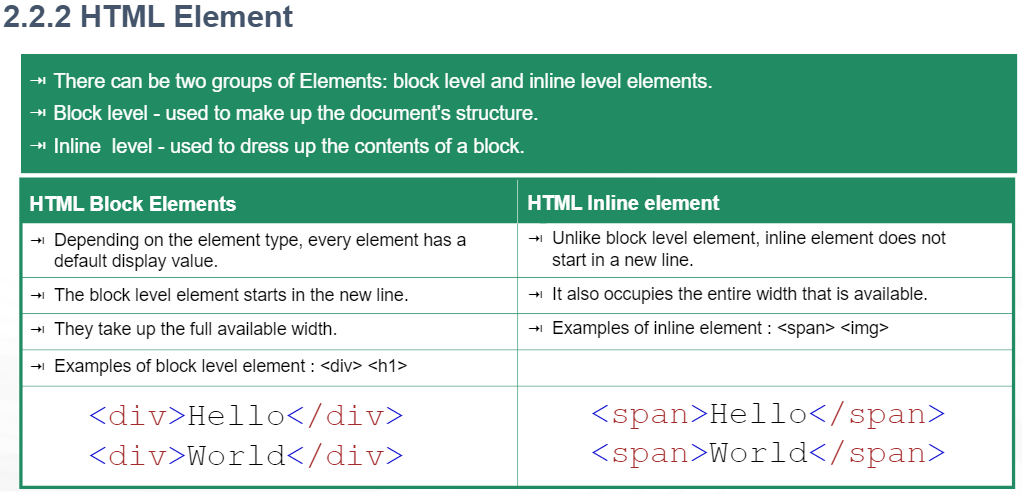 2.2.2 HTML Element
⇥ There can be two groups of Elements: block level and inline level elements.
⇥ Block level - used to make up the document's structure.
⇥ Inline  level - used to dress up the contents of a block.
HTML Block Elements
⇥ Depending on the element type, every element has a
default display value.
⇥ The block level element starts in the new line.
⇥ They take up the full available width.
⇥ Examples of block level element : <div> <h1>
<div>Hello</div>
<div>World</div>
HTML Inline element
⇥ Unlike block level element, inline element does not
start in a new line.
⇥ It also occupies the entire width that is available.
⇥ Examples of inline element : <span> <img>
<span>Hello</span>
<span>World</span>